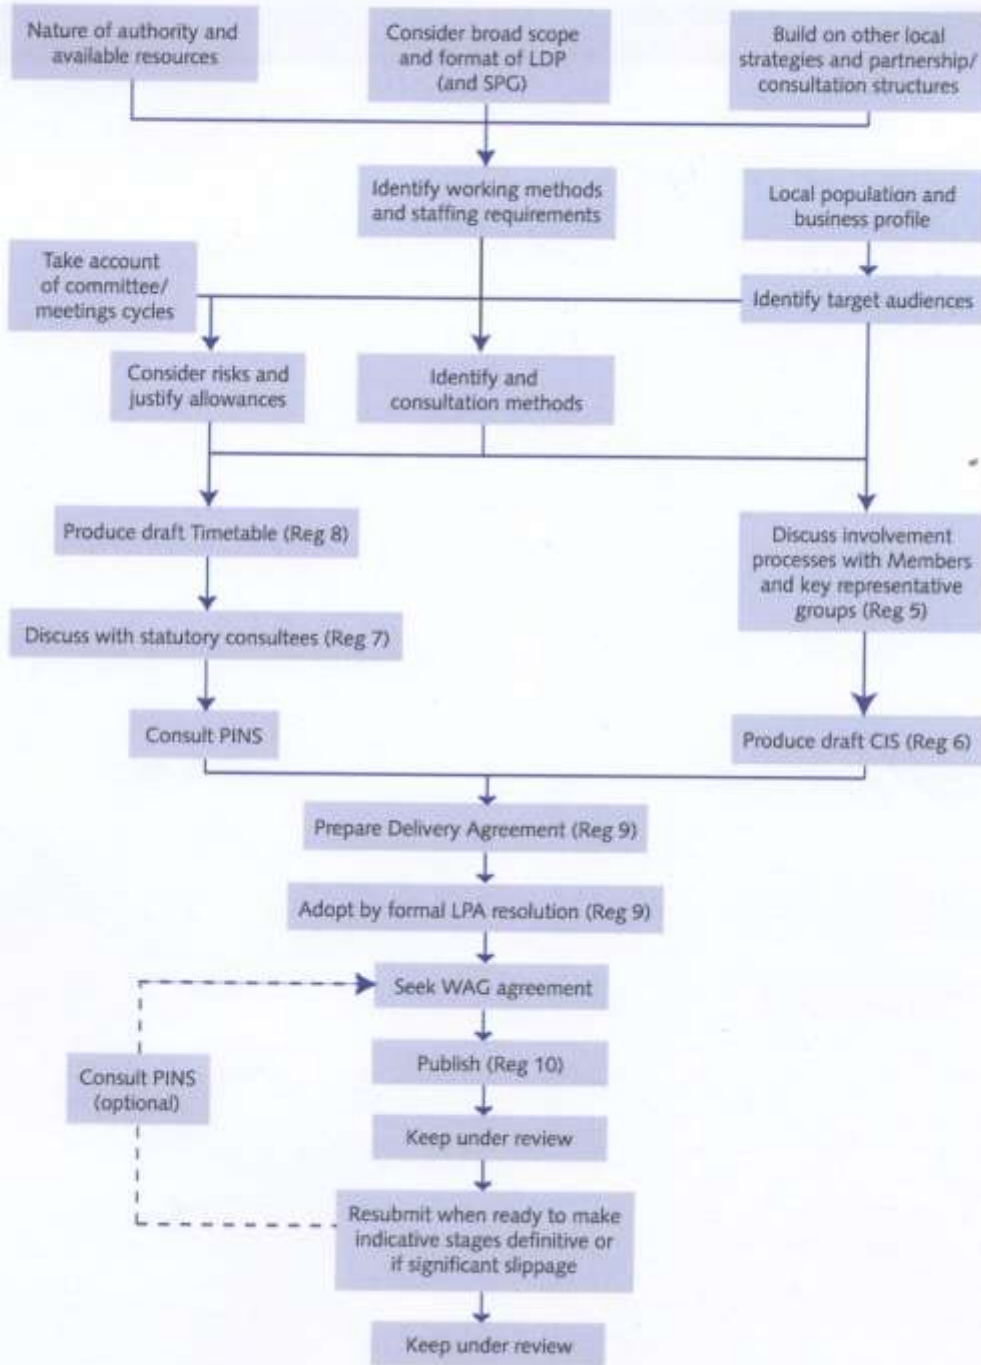 Nature of authority and
available resources
Consider broad scope
and format of LDP
(and SPG)
Build on other local
strategies and partnership/
consultation structures
Identify working methods
and staffing requirements
Local population and
business profile
Take account
of committee/
meetings cycles
Identify target audiences
Consider risks and
justify allowances
Identify and
consultation methods
Produce draft Timetable (Reg 8)
Discuss involvement
processes with Members
and key representative
groups (Reg 5)
Discuss with statutory consultees (Reg 7)
Consult PINS
Produce draft CIS (Reg 6)
Prepare Delivery Agreement (Reg 9)
Adopt by formal LPA resolution (Reg 9)
Seek WAG agreement
Publish (Reg 10)
Consult PINS
(optional)
Keep under review
Resubmit when ready to make
indicative stages definitive or
if significant slippage
Keep under review